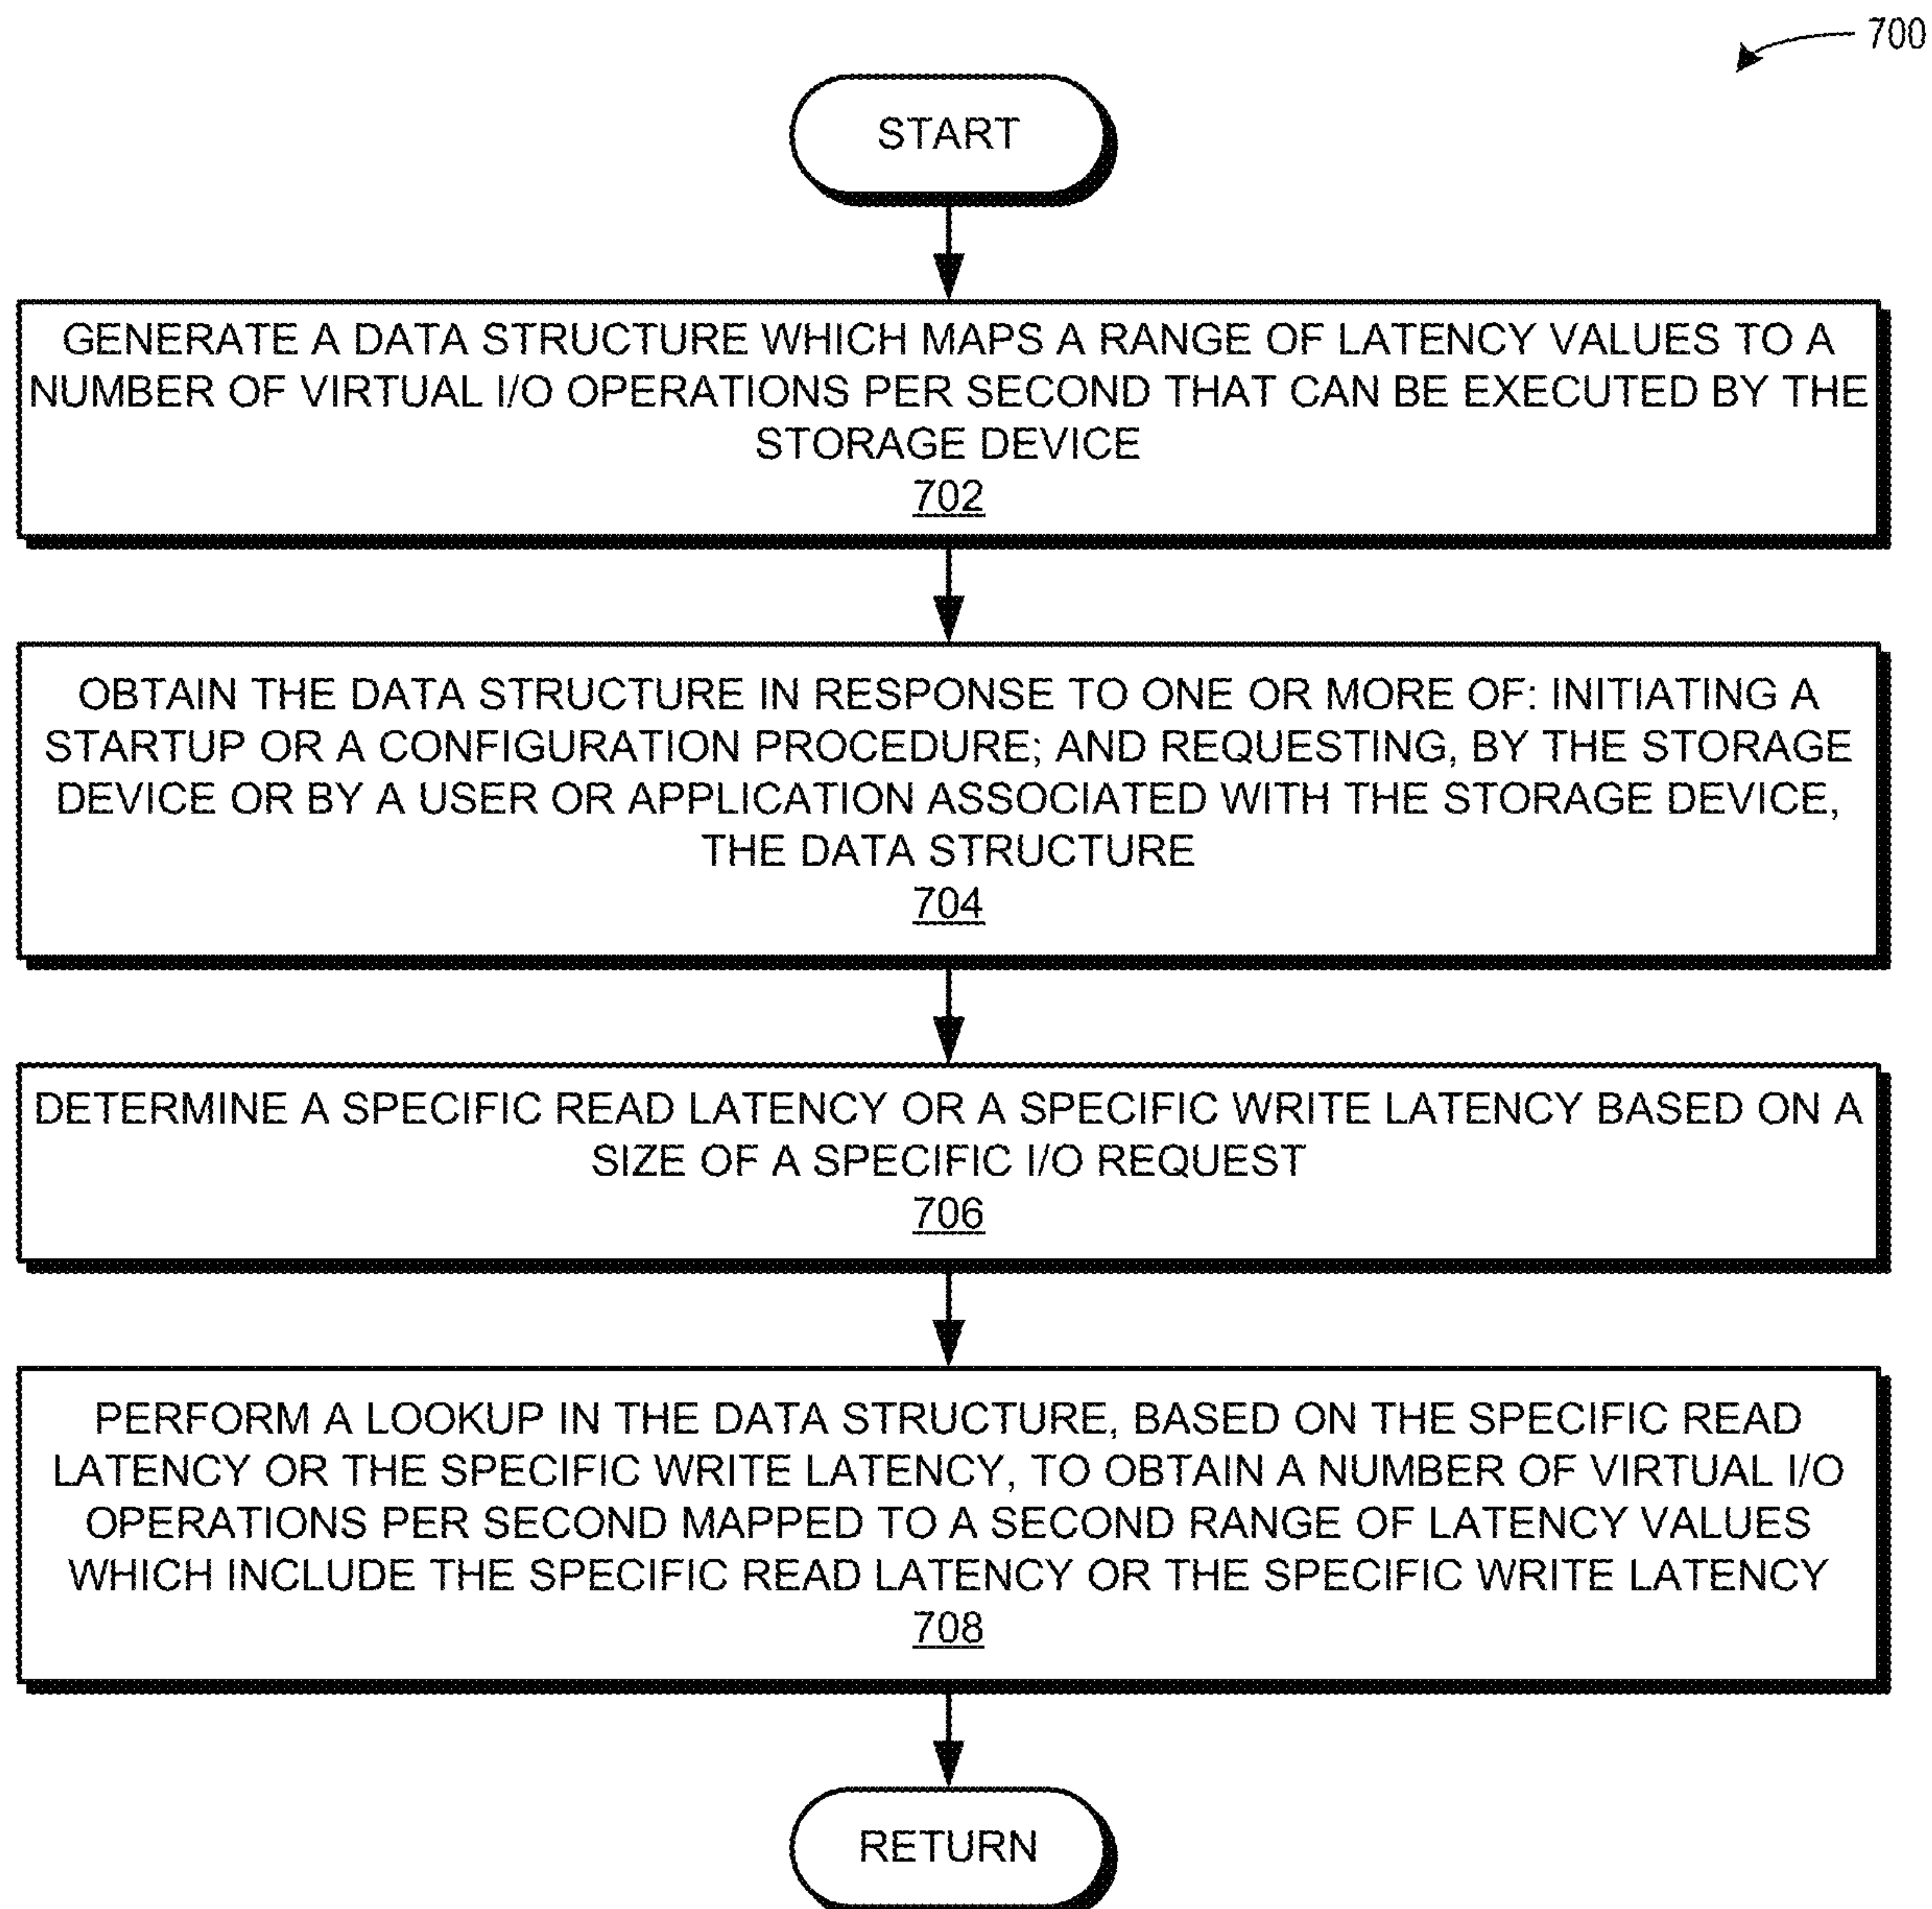 700
START
GENERATE A DATA STRUCTURE WHICH MAPS A RANGE OF LATENCY VALUES TO A
NUMBER OF VIRTUAL I/O OPERATIONS PER SECOND THAT CAN BE EXECUTED BY THE
STORAGE DEVICE
702
OBTAIN THE DATA STRUCTURE IN RESPONSE TO ONE OR MORE OF: INITIATING A
STARTUP OR A CONFIGURATION PROCEDURE; AND REQUESTING, BY THE STORAGE
DEVICE OR BY A USER OR APPLICATION ASSOCIATED WITH THE STORAGE DEVICE,
THE DATA STRUCTURE
704
DETERMINE A SPECIFIC READ LATENCY OR A SPECIFIC WRITE LATENCY BASED ON A
SIZE OF A SPECIFIC I/O REQUEST
706
PERFORM A LOOKUP IN THE DATA STRUCTURE, BASED ON THE SPECIFIC READ
LATENCY OR THE SPECIFIC WRITE LATENCY, TO OBTAIN A NUMBER OF VIRTUAL I/O
OPERATIONS PER SECOND MAPPED TO A SECOND RANGE OF LATENCY VALUES
WHICH INCLUDE THE SPECIFIC READ LATENCY OR THE SPECIFIC WRITE LATENCY
708
RETURN